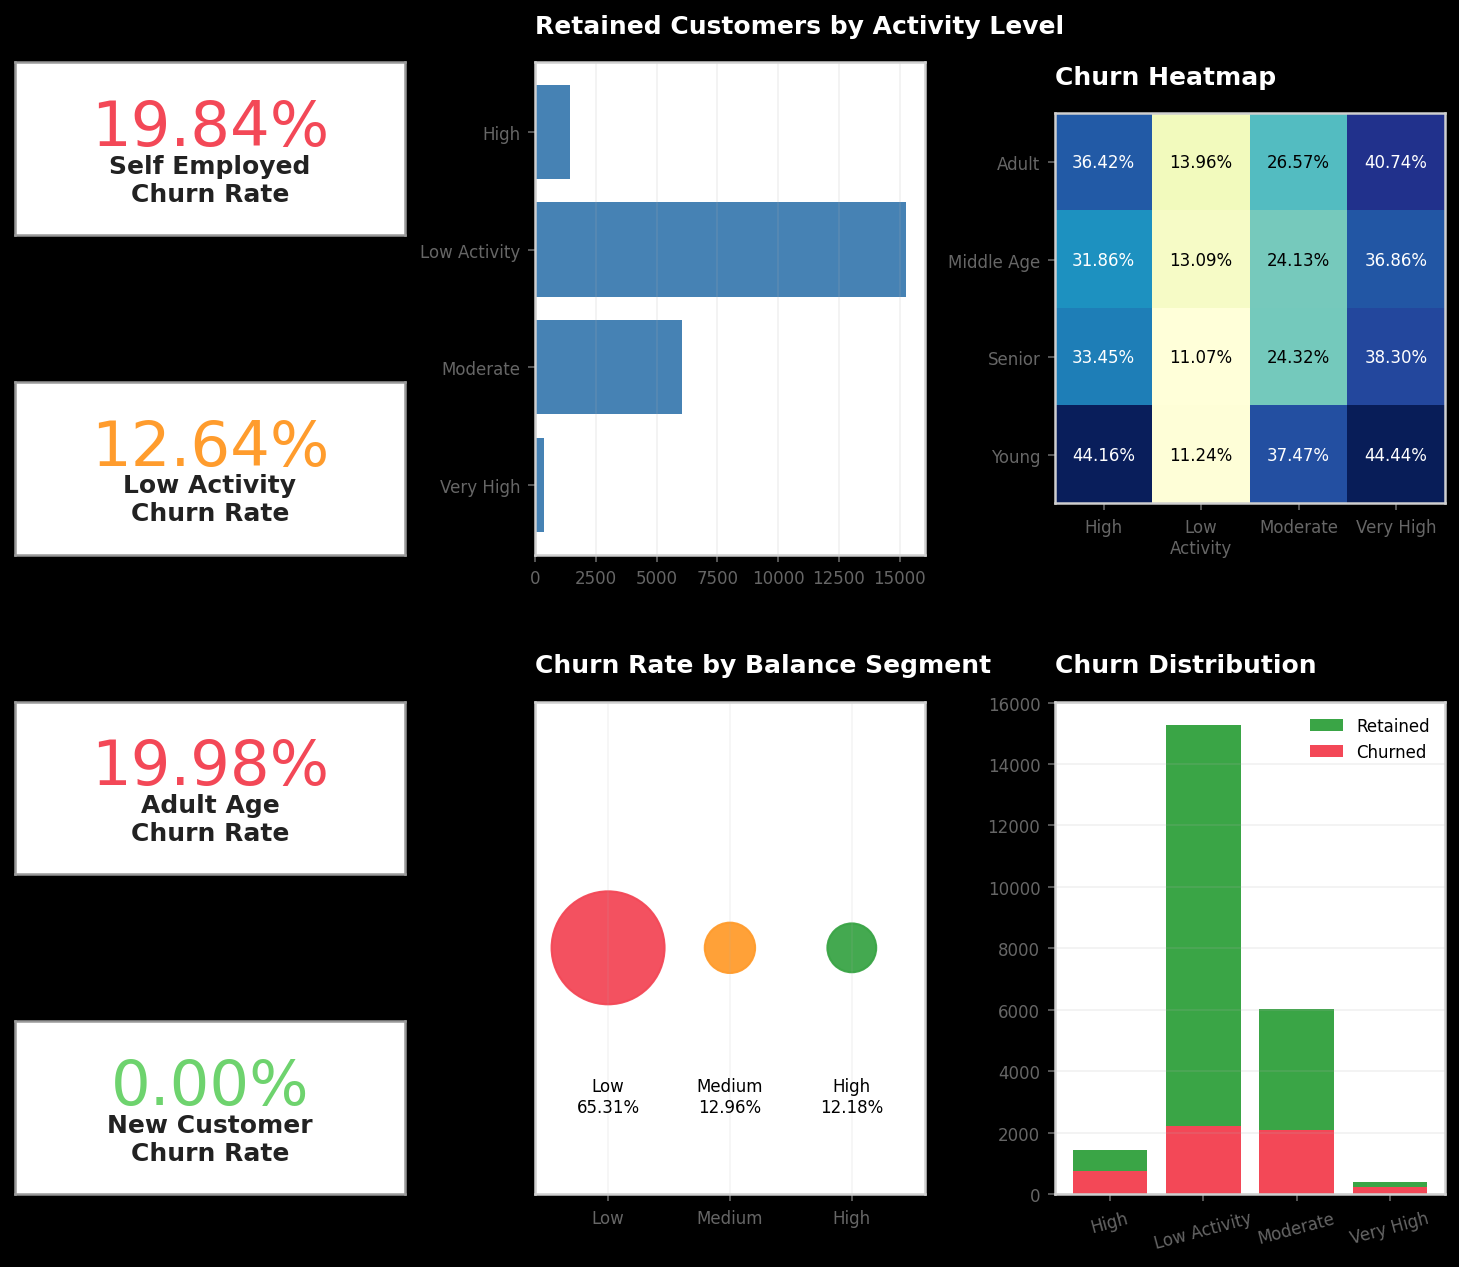 19.84%
Self Employed
Churn Rate
12.64%
Low Activity
Churn Rate
19.98%
Adult Age
Churn Rate
0.00%
New Customer
Churn Rate
Retained Customers by Activity Level
High
Low Activity
Moderate
Very High
0 2500 5000 7500 10000 12500 15000
Churn Heatmap
Adult 36.42% 13.96% 26.57% 40.74%
Middle Age 31.86% 13.09% 24.13% 36.86%
Senior 33.45% 11.07% 24.32% 38.30%
Young 44.16% 11.24% 37.47% 44.44%
High Low Moderate Very High
Activity
Churn Rate by Balance Segment
Low Medium High
65.31% 12.96% 12.18%
Low Medium High
Churn Distribution
Retained
Churned
16000
14000
12000
10000
8000
6000
4000
2000
0
High Low Activity Moderate Very High